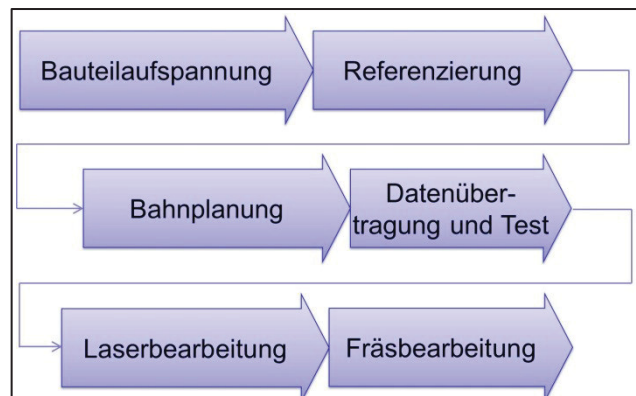 Bauteilaufspannung
Referenzierung
Bahnplanung
Datenüber-
tragung und Test
Laserbearbeitung
Fräsbearbeitung